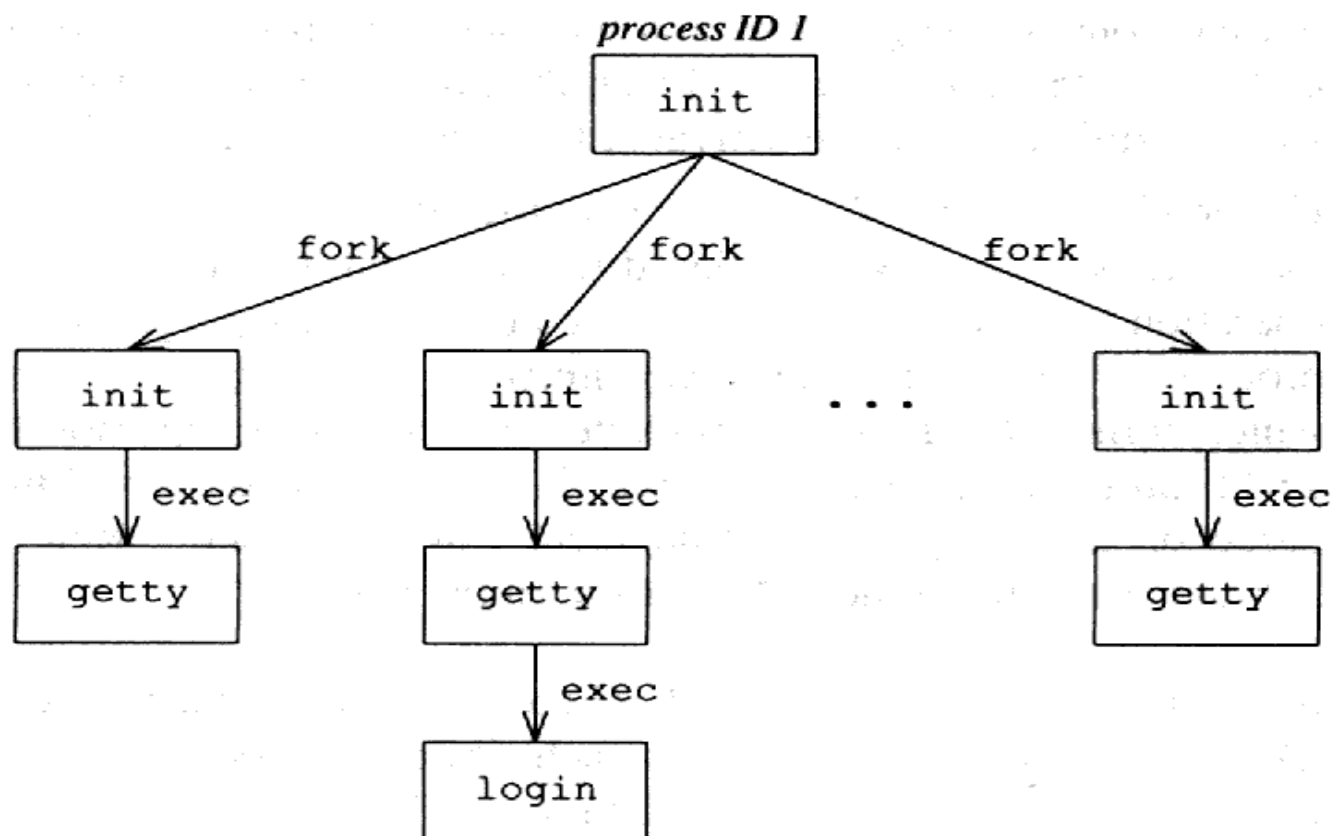 process ID 1
init
fork fork fork
init init ... init
exec exec exec
getty getty getty
exec
login